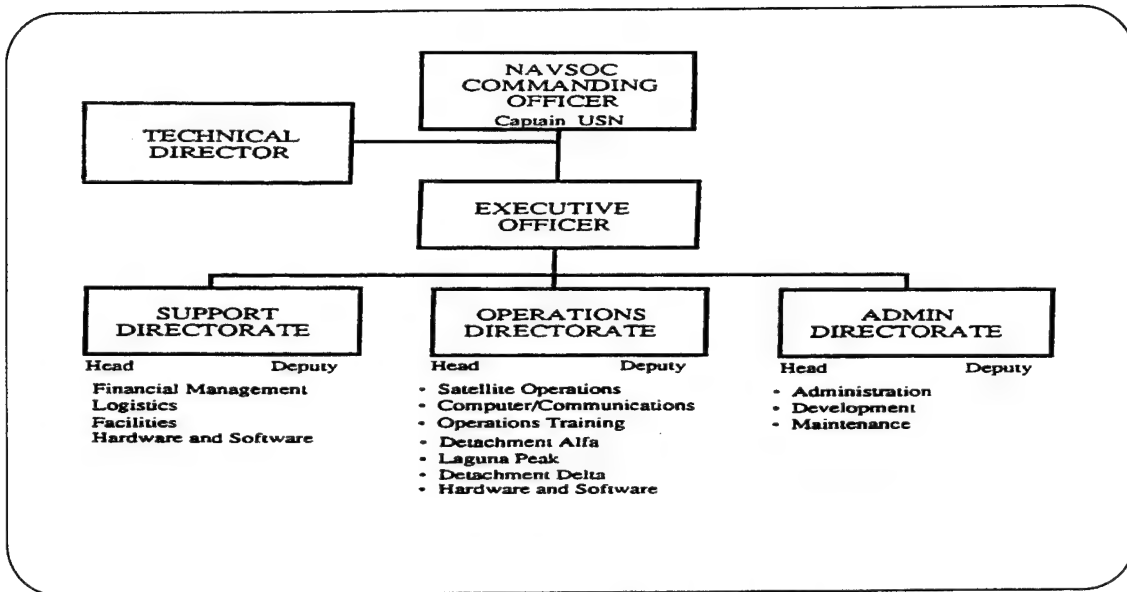 NAVSOC
COMMANDING
OFFICER
Captain USN
TECHNICAL
DIRECTOR
EXECUTIVE
OFFICER
SUPPORT
DIRECTORATE
Head Deputy
Financial Management
Logistics
Facilities
Hardware and Software
OPERATIONS
DIRECTORATE
Head Deputy
• Satellite Operations
• Computer/Communications
• Operations Training
• Detachment Alfa
• Laguna Peak
• Detachment Delta
• Hardware and Software
ADMIN
DIRECTORATE
Head Deputy
• Administration
• Development
• Maintenance